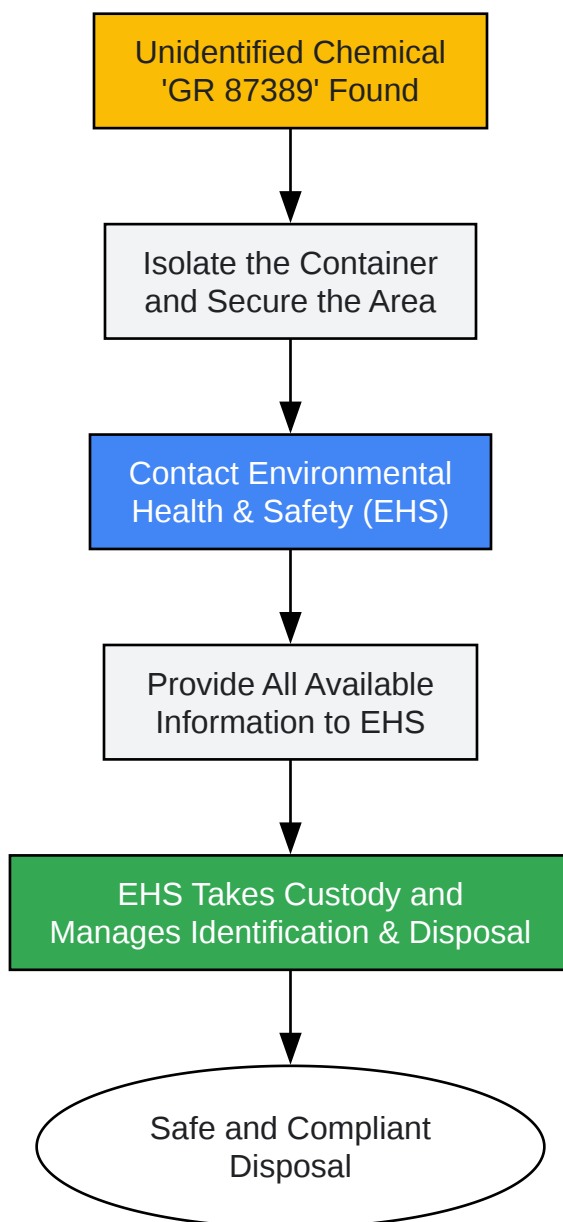 Unidentified Chemical
'GR 87389' Found
Isolate the Container
and Secure the Area
Contact Environmental
Health & Safety (EHS)
Provide All Available
Information to EHS
EHS Takes Custody and
Manages Identification & Disposal
Safe and Compliant
Disposal